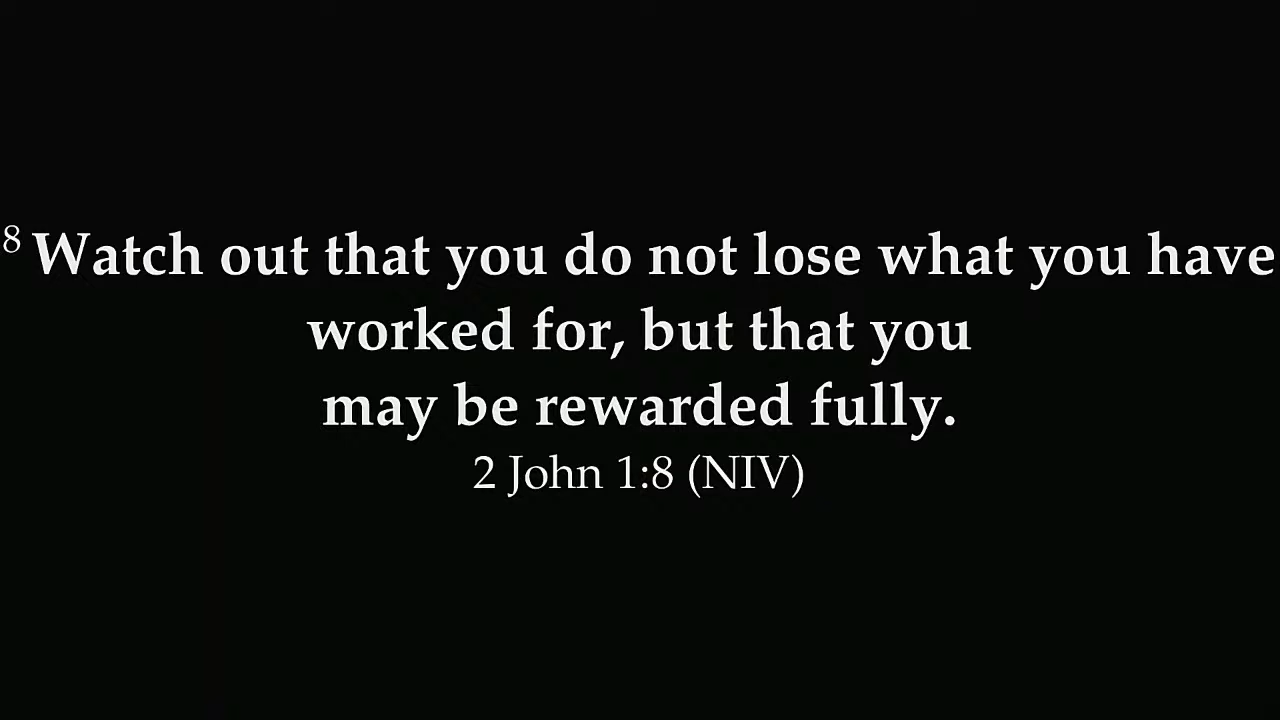 8 Watch out that you do not lose what you have
worked for, but that you
may be rewarded fully.
2 John 1:8 (NIV)